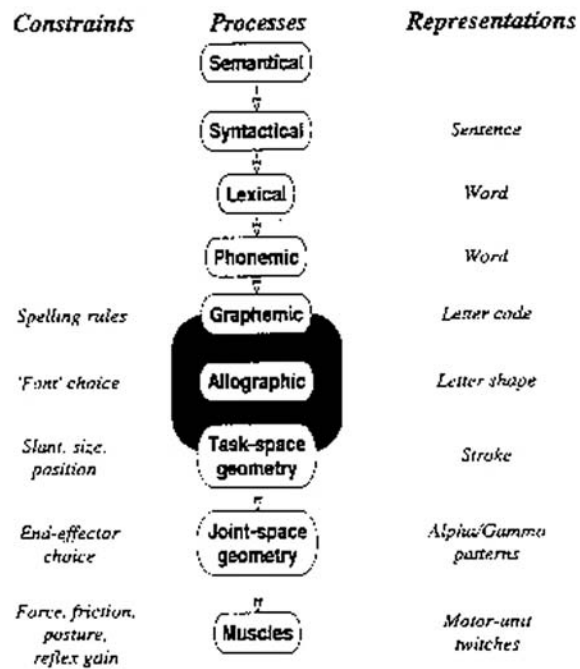 Constraints Processes Representations
Semantical
Syntactical Sentence
Lexical Word
Phonemic Word
Spelling rules Graphemic Letter code
'Font' choice Allographic Letter shape
Slant, size, position Task-space geometry Stroke
End-effector choice Joint-space geometry Alpha/Gamma patterns
Force, friction, posture, reflex gain Muscles Motor-unit twitches